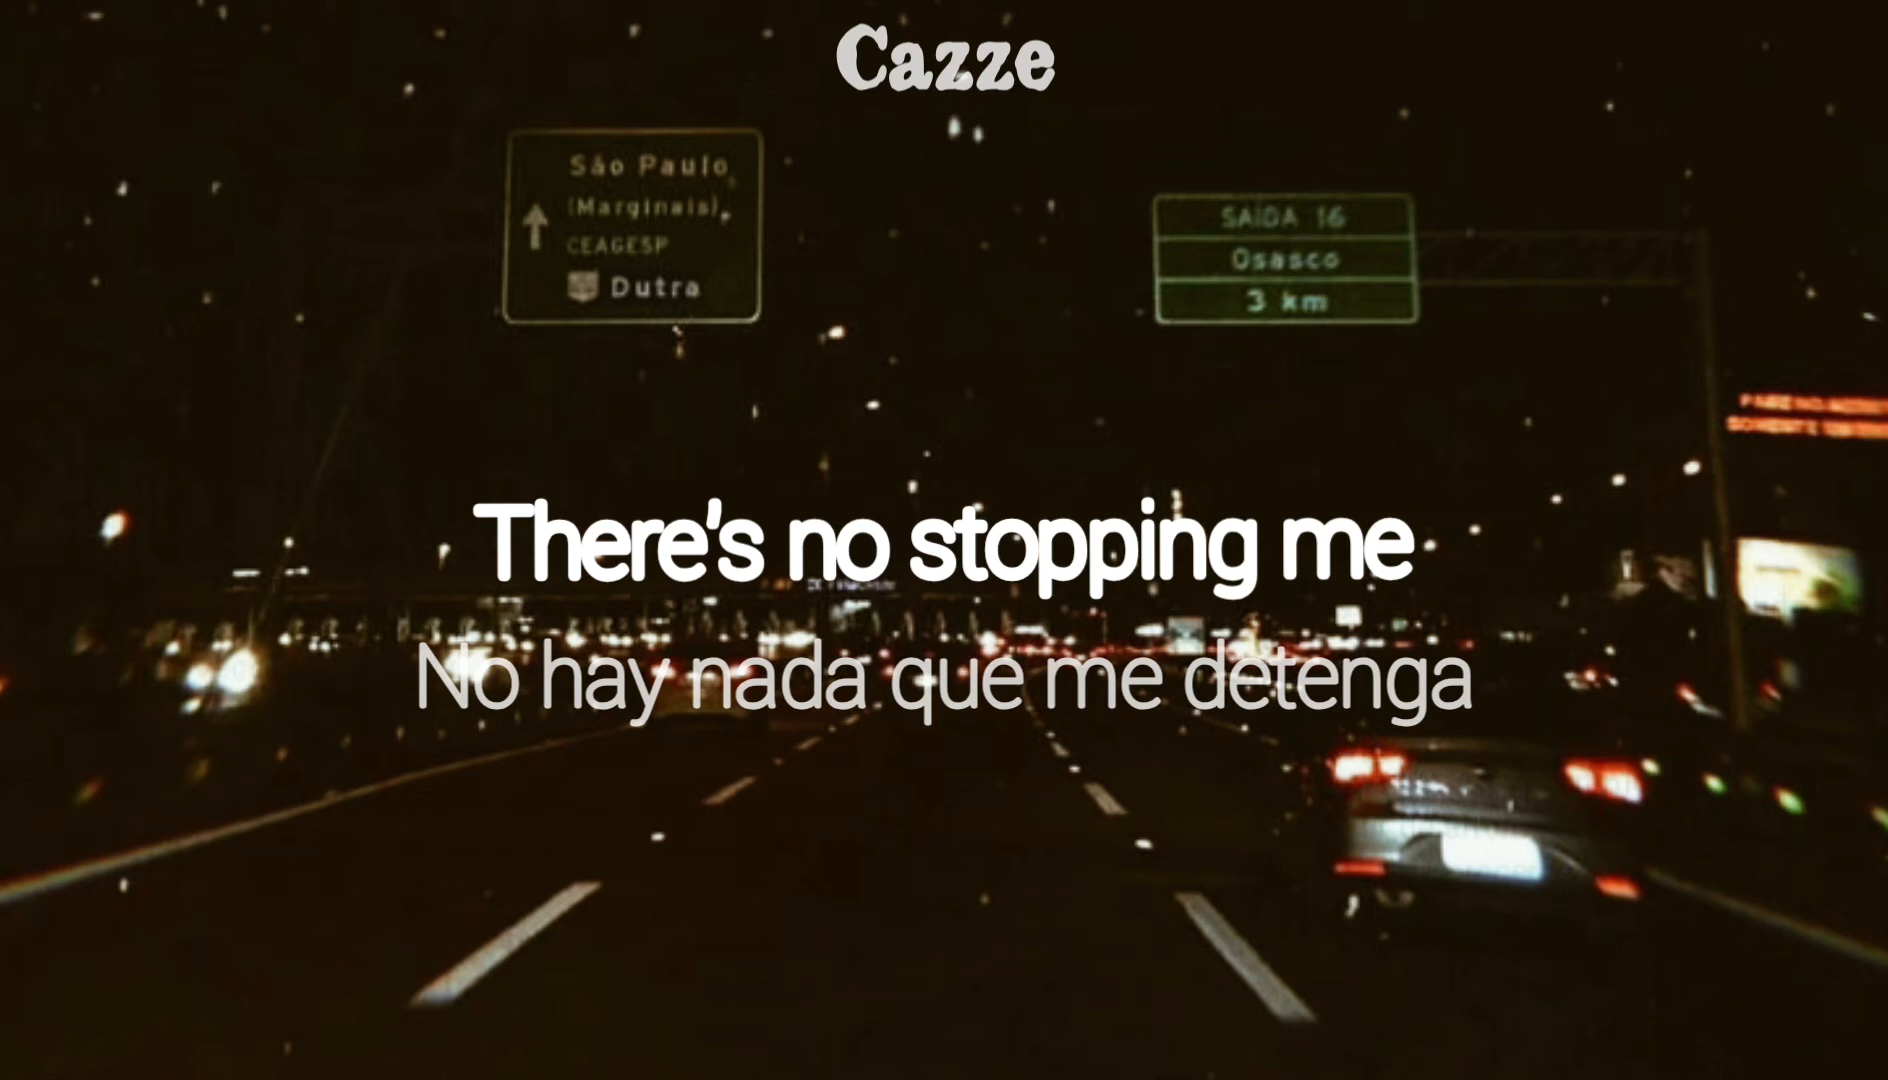 Cazze
São Paulo
(Marginais)
CEAGESP
Dutra
SAÍDA 16
Osasco
3 km
There's no stopping me
No hay nada que me detenga